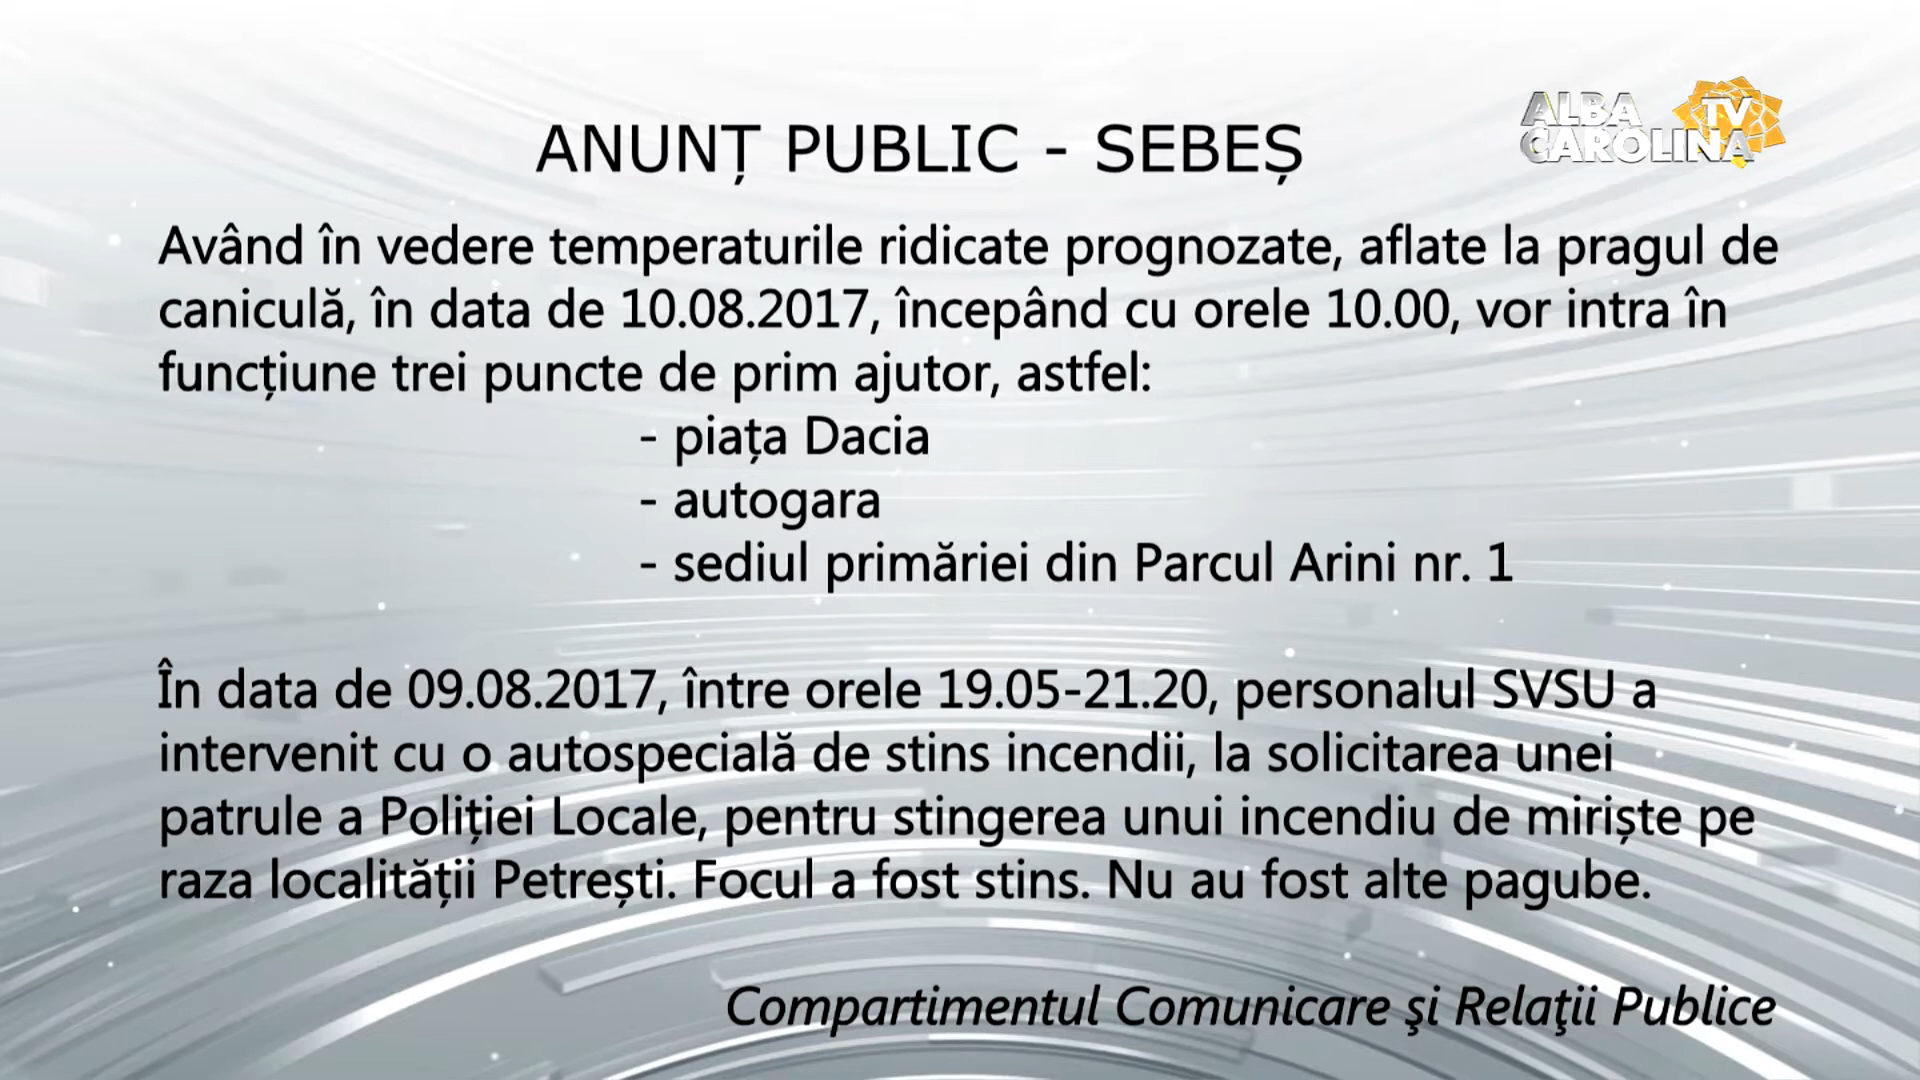 ALBA TV
CAROLINA
ANUNȚ PUBLIC - SEBEȘ
Având în vedere temperaturile ridicate prognozate, aflate la pragul de
caniculă, în data de 10.08.2017, începând cu orele 10.00, vor intra în
funcțiune trei puncte de prim ajutor, astfel:
- piața Dacia
- autogara
- sediul primăriei din Parcul Arini nr. 1
În data de 09.08.2017, între orele 19.05-21.20, personalul SVSU a
intervenit cu o autospecială de stins incendii, la solicitarea unei
patrule a Poliției Locale, pentru stingerea unui incendiu de miriște pe
raza localității Petrești. Focul a fost stins. Nu au fost alte pagube.
Compartimentul Comunicare şi Relaţii Publice